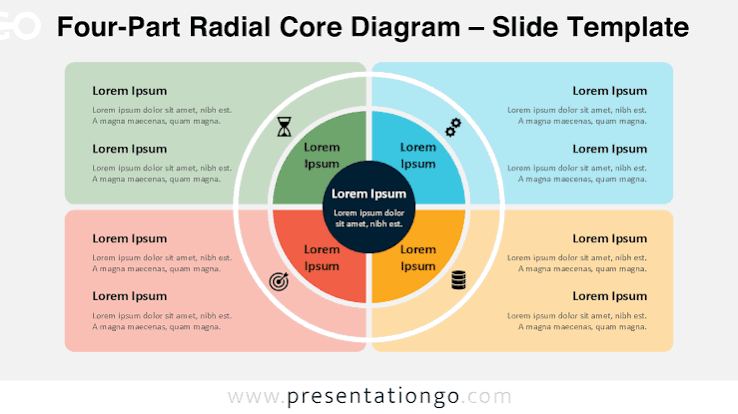 GO
Four-Part Radial Core Diagram – Slide Template
Lorem Ipsum
Lorem ipsum dolor sit amet, nibh est.
A magna maecenas, quam magna.
Lorem Ipsum
Lorem ipsum dolor sit amet, nibh est.
A magna maecenas, quam magna.
Lorem Ipsum
Lorem ipsum dolor sit amet, nibh est.
A magna maecenas, quam magna.
Lorem Ipsum
Lorem ipsum dolor sit amet, nibh est.
A magna maecenas, quam magna.
Lorem
Ipsum
Lorem
Ipsum
Lorem Ipsum
Lorem ipsum dolor
sit amet, nibh est.
Lorem
Ipsum
Lorem
Ipsum
Lorem Ipsum
Lorem ipsum dolor sit amet, nibh est.
A magna maecenas, quam magna.
Lorem Ipsum
Lorem ipsum dolor sit amet, nibh est.
A magna maecenas, quam magna.
Lorem Ipsum
Lorem ipsum dolor sit amet, nibh est.
A magna maecenas, quam magna.
Lorem Ipsum
Lorem ipsum dolor sit amet, nibh est.
A magna maecenas, quam magna.
www.presentationgo.com